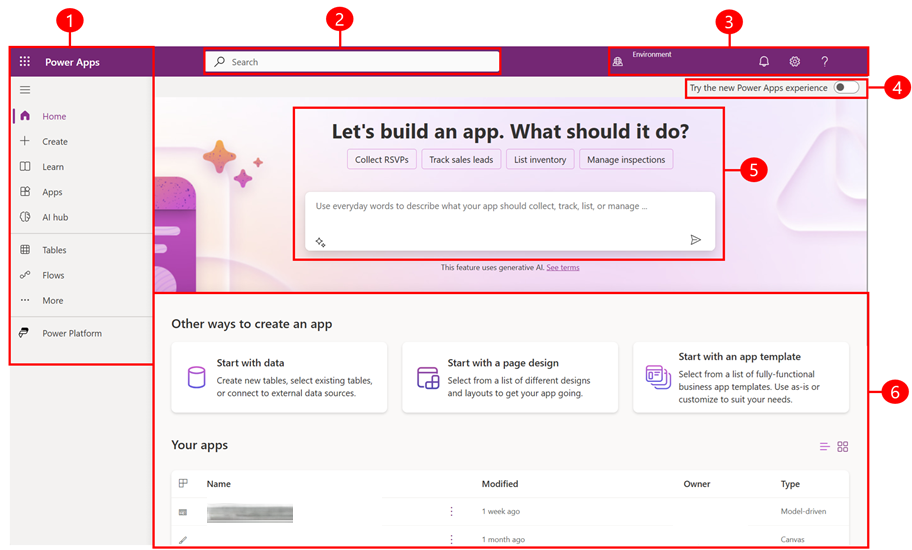 1
2
3
Power Apps
Search
Environment
?
Try the new Power Apps experience
4
Home
Create
Learn
Apps
AI hub
Tables
Flows
More
Power Platform
Let's build an app. What should it do?
Collect RSVPs Track sales leads List inventory Manage inspections
5
Use everyday words to describe what your app should collect, track, list, or manage ...
This feature uses generative AI. See terms
Other ways to create an app
Start with data
Create new tables, select existing tables,
or connect to external data sources.
Start with a page design
Select from a list of different designs
and layouts to get your app going.
Start with an app template
Select from a list of fully-functional
business app templates. Use as-is or
customize to suit your needs.
6
Your apps
Name Modified Owner Type
1 week ago Model-driven
1 month ago Canvas